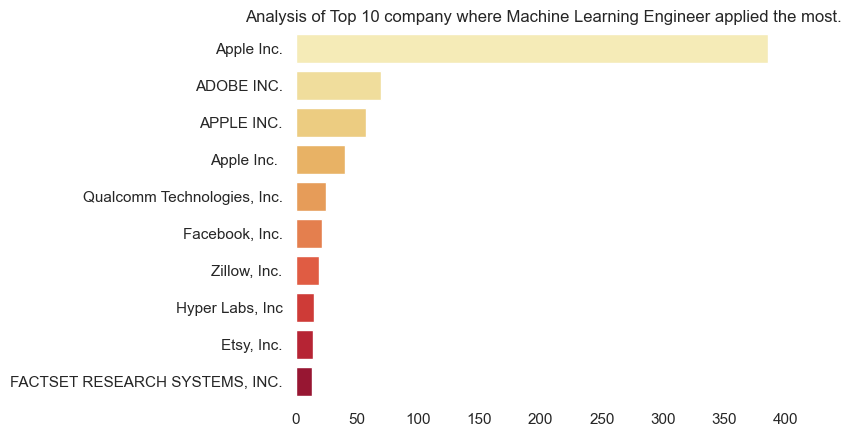 Analysis of Top 10 company where Machine Learning Engineer applied the most.
Apple Inc.
ADOBE INC.
APPLE INC.
Apple Inc.
Qualcomm Technologies, Inc.
Facebook, Inc.
Zillow, Inc.
Hyper Labs, Inc
Etsy, Inc.
FACTSET RESEARCH SYSTEMS, INC.
0 50 100 150 200 250 300 350 400